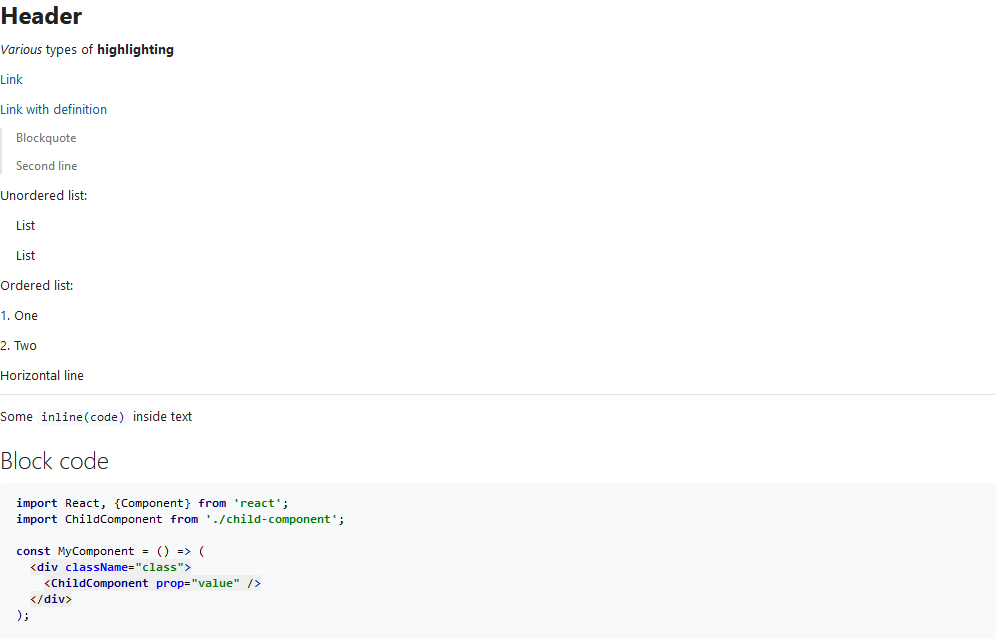 Header
Various types of highlighting
Link
Link with definition
Blockquote
Second line
Unordered list:
List
List
Ordered list:
1. One
2. Two
Horizontal line
Some inline(code) inside text
Block code
import React, {Component} from 'react';
import ChildComponent from './child-component';

const MyComponent = () => (
  <div className="class">
    <ChildComponent prop="value" />
  </div>
);